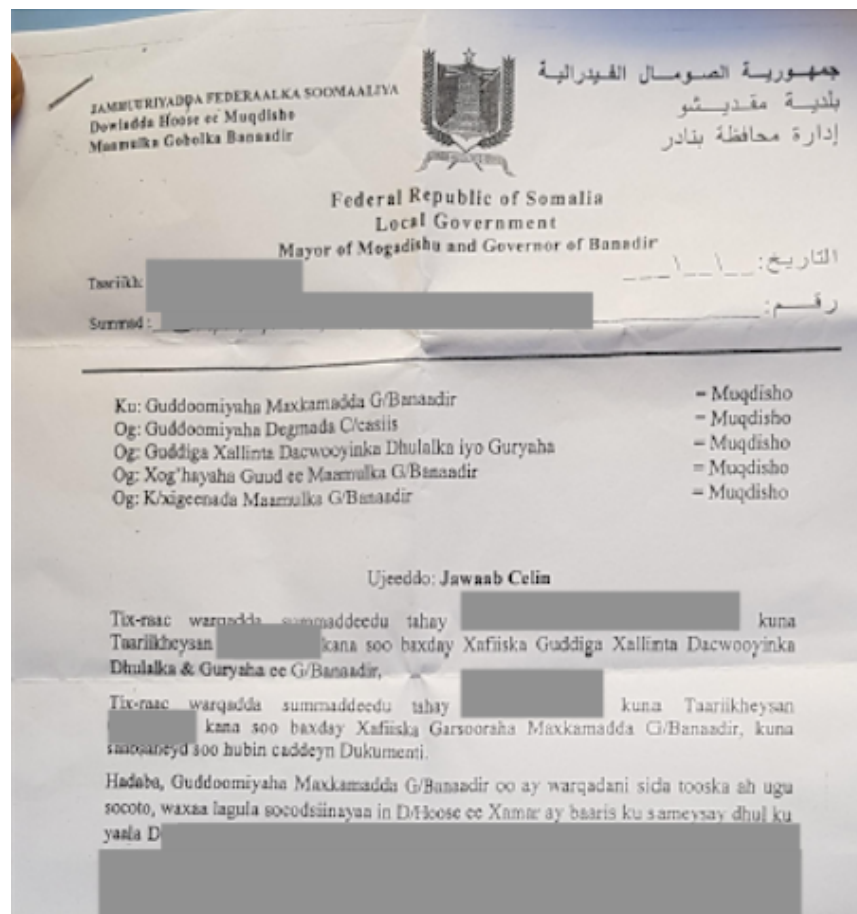 JAMHUURIYADDA FEDERAALKA SOOMAALIYA
Dowladda Hoose ee Muqdisho
Maamulka Gobolka Banaadir
جمهورية الصومال الفيدرالية
بلدية مقديشو
إدارة محافظة بنادر
Federal Republic of Somalia
Local Government
Mayor of Mogadishu and Governor of Banadir
Taariikh:
التاريخ: __\__\___
Summad:
رقم:
Ku: Guddoomiyaha Maxkamadda G/Banaadir = Muqdisho
Og: Guddoomiyaha Degmada C/casiis = Muqdisho
Og: Guddiga Xallinta Dacwooyinka Dhulalka iyo Guryaha = Muqdisho
Og: Xog'hayaha Guud ee Maamulka G/Banaadir = Muqdisho
Og: K/xigeenada Maamulka G/Banaadir = Muqdisho
Ujeeddo: Jawaab Celin
Tix-raac warqadda summaddeedu tahay kuna
Taariikheysan kana soo baxday Xafiiska Guddiga Xallinta Dacwooyinka
Dhulalka & Guryaha ee G/Banaadir,
Tix-raac warqadda summaddeedu tahay kuna Taariikheysan
kana soo baxday Xafiiska Garsooraha Maxkamadda G/Banaadir, kuna
soo hubin caddeyn Dukumenti.
Hadaba, Guddoomiyaha Maxkamadda G/Banaadir oo ay warqadani sida tooska ah ugu
socoto, waxaa lagula socodsiinayaa in D/Hoose ee Xamar ay baaris ku sameysay dhul ku
yaala D